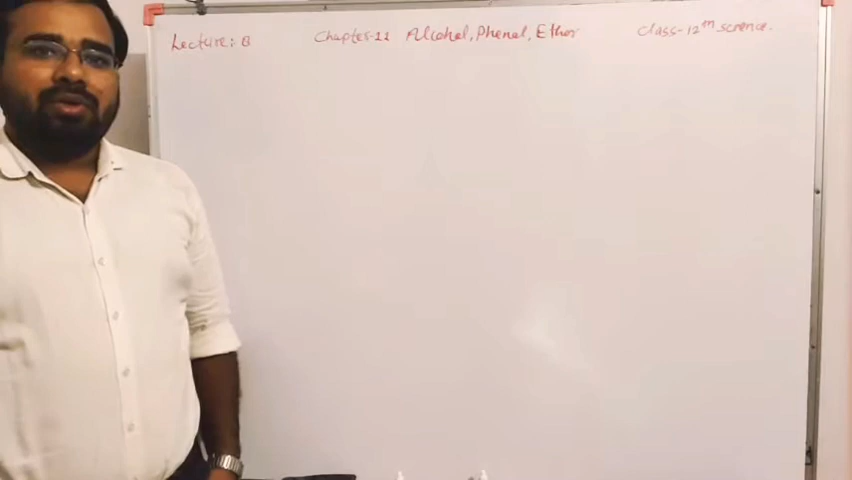 Lecture: 8 Chapter-11 Alcohol, Phenol, Ether Class-12th science.